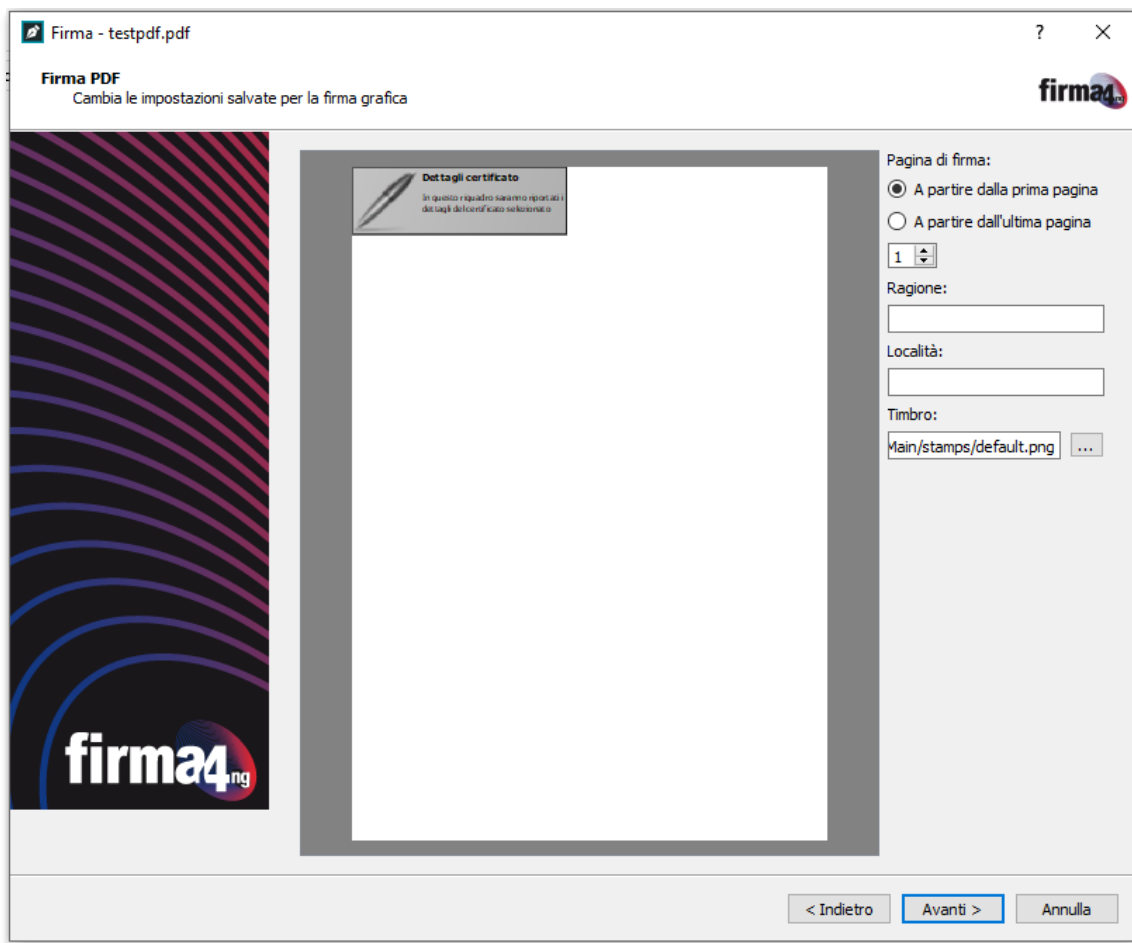 Firma - testpdf.pdf
?
Firma PDF
Cambia le impostazioni salvate per la firma grafica
firma4ng
Dettagli certificato
In questo riquadro saranno riportati i
dettagli del certificato selezionato
Pagina di firma:
A partire dalla prima pagina
A partire dall'ultima pagina
1
Ragione:
Località:
Timbro:
Main/stamps/default.png
...
firma4ng
< Indietro
Avanti >
Annulla